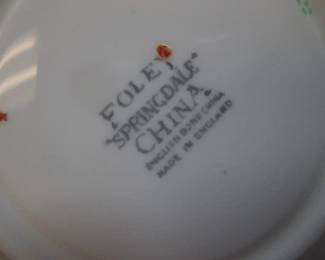 FOLEY
"SPRINGDALE"
CHINA
ENGLISH BONE CHINA
MADE IN ENGLAND